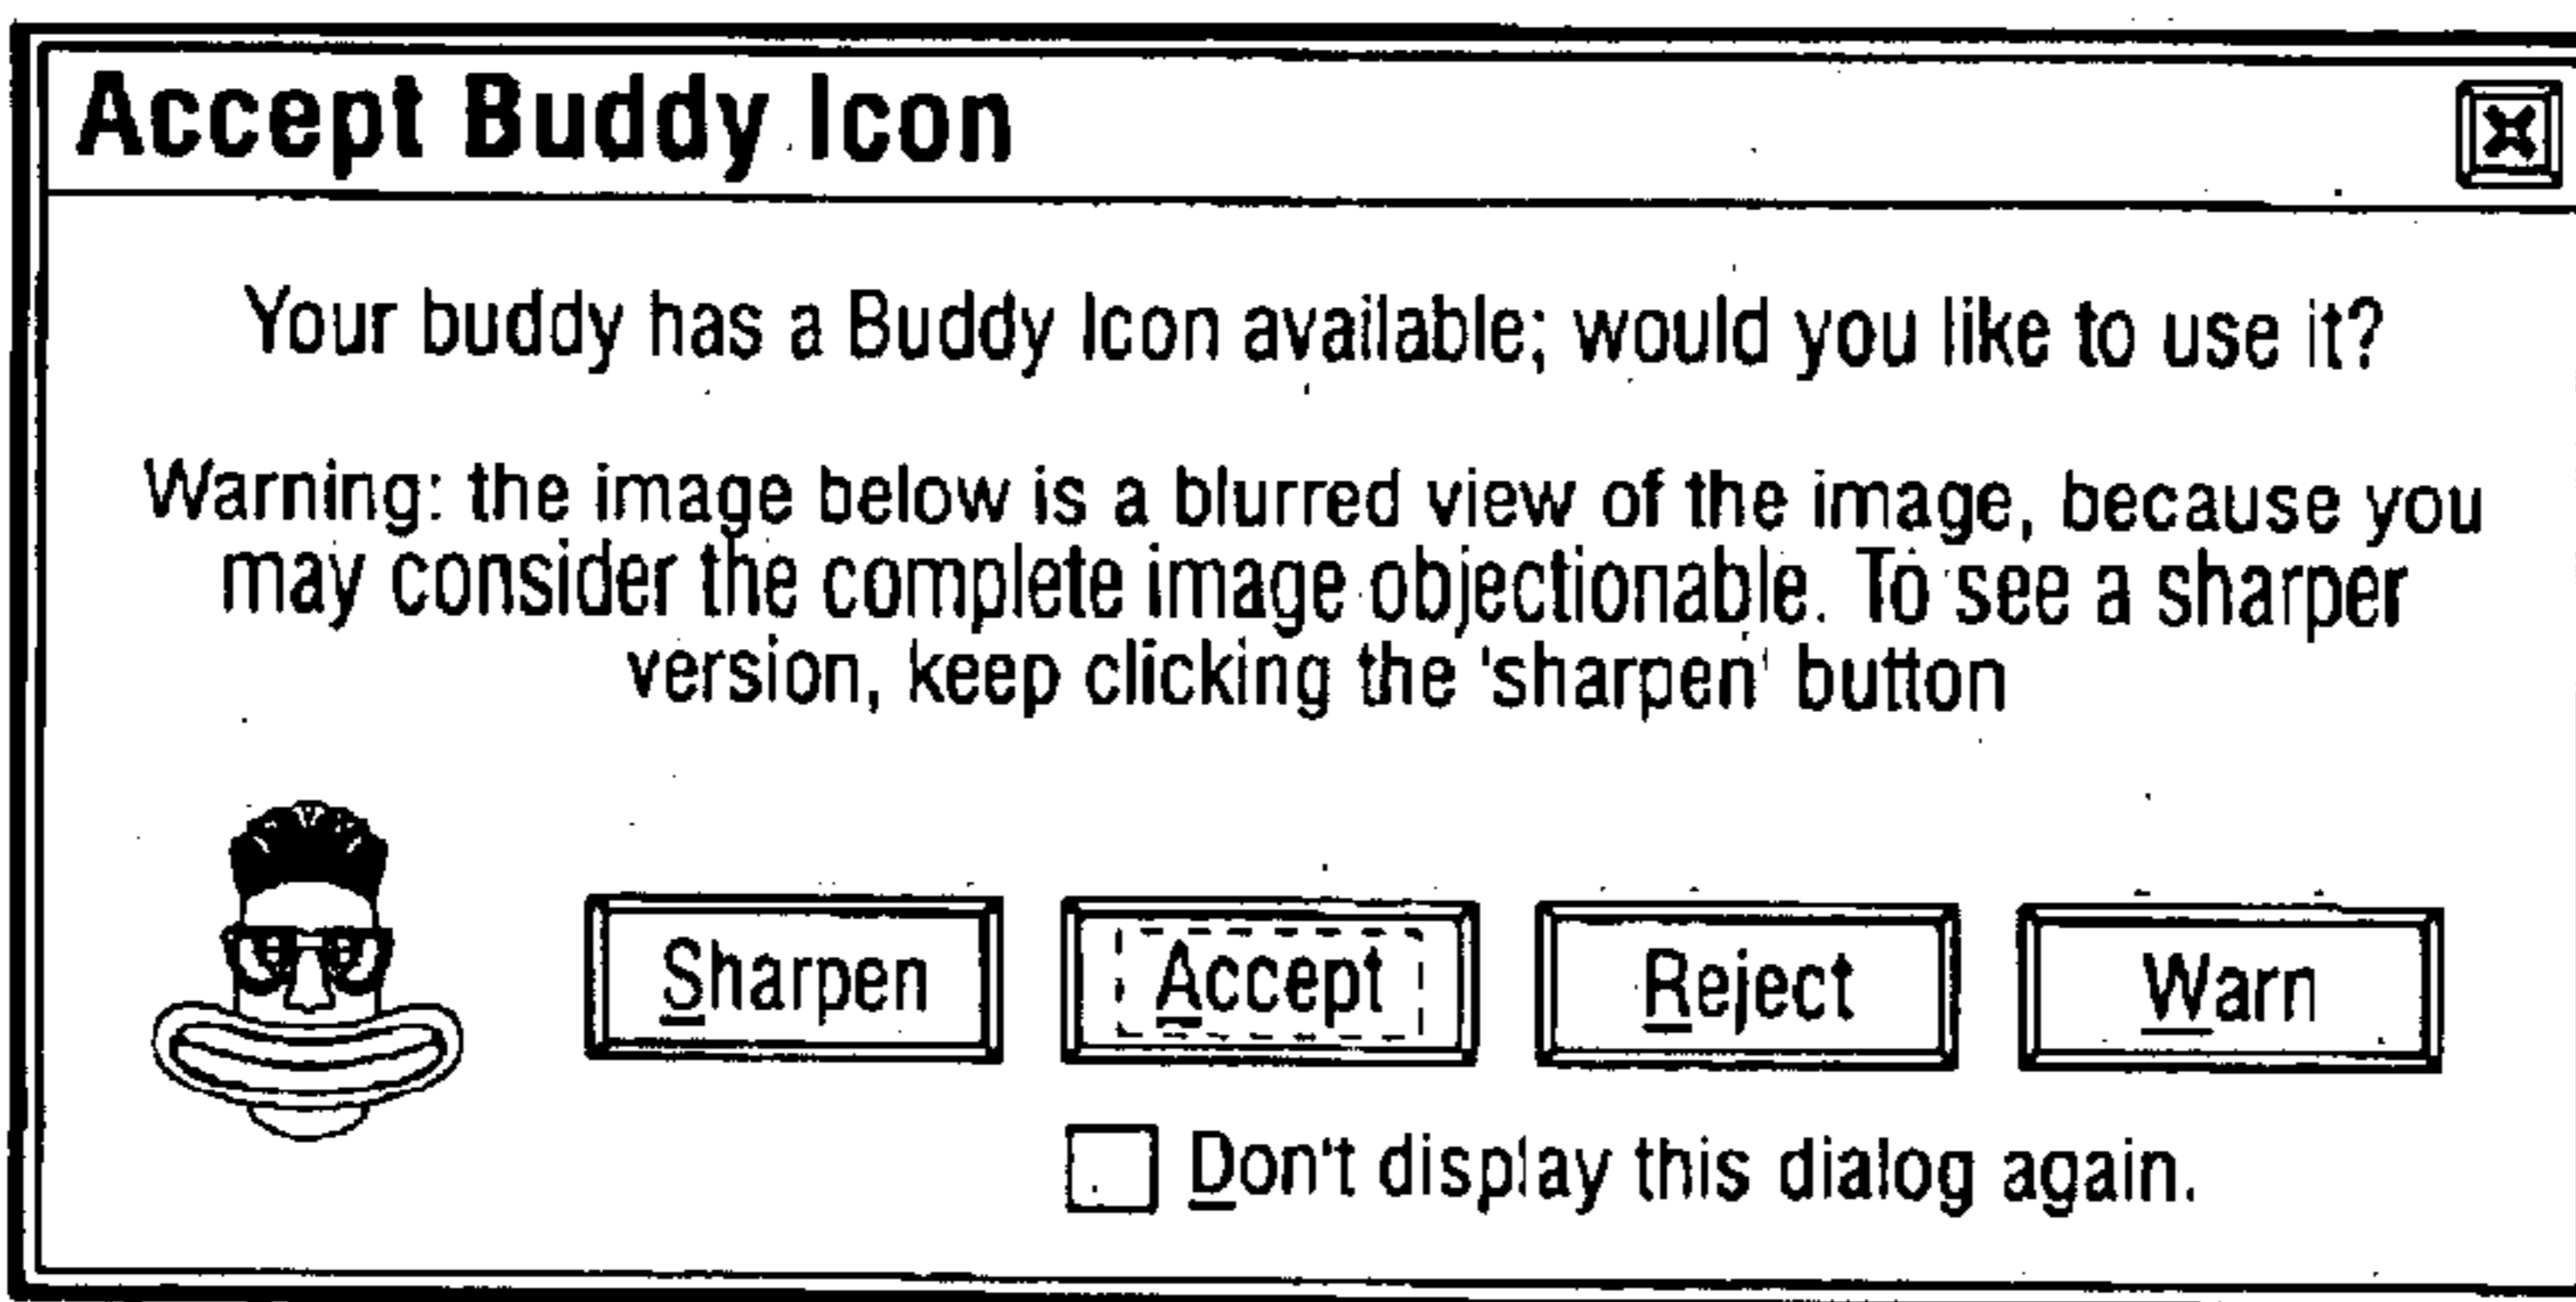 Accept Buddy Icon
Your buddy has a Buddy Icon available; would you like to use it?
Warning: the image below is a blurred view of the image, because you
may consider the complete image objectionable. To see a sharper
version, keep clicking the 'sharpen' button
Sharpen Accept Reject Warn
Don't display this dialog again.